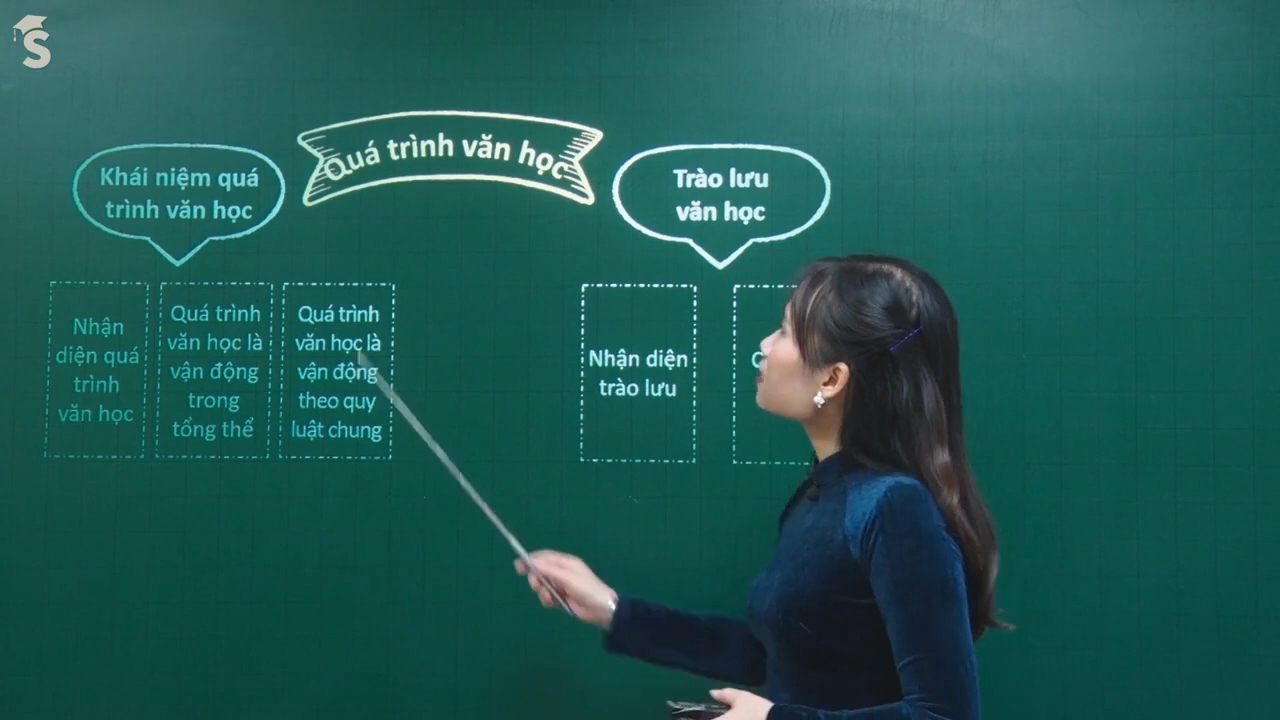 S
Quá trình văn học
Khái niệm quá
trình văn học
Trào lưu
văn học
Nhận
diện quá
trình
văn học
Quá trình
văn học là
vận động
trong
tổng thể
Quá trình
văn học là
vận động
theo quy
luật chung
Nhận diện
trào lưu